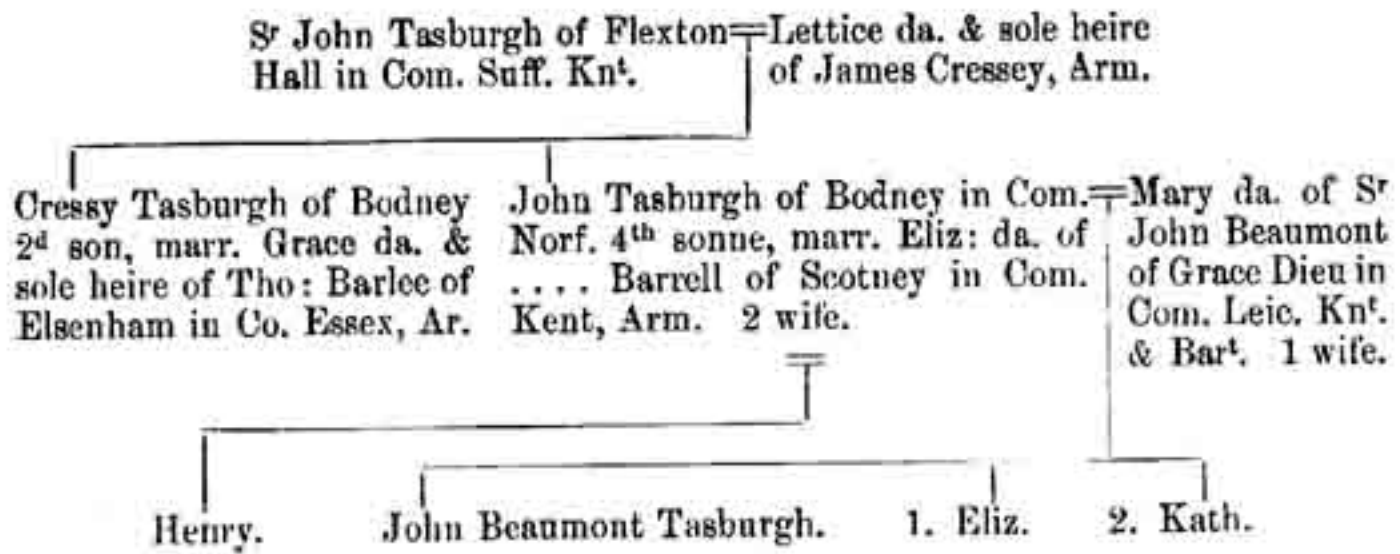 Sr John Tasburgh of Flexton
Hall in Com. Suff. Knt.
Lettice da. & sole heire
of James Cressey, Arm.
Cressy Tasburgh of Bodney
2d son, marr. Grace da. &
sole heire of Tho: Barlee of
Elsenham in Co. Essex, Ar.
John Tasburgh of Bodney in Com.
Norf. 4th sonne, marr. Eliz: da. of
.... Barrell of Scotney in Com.
Kent, Arm. 2 wife.
Mary da. of Sr
John Beaumont
of Grace Dieu in
Com. Leic. Knt.
& Bart. 1 wife.
Henry.
John Beaumont Tasburgh.
1. Eliz.
2. Kath.